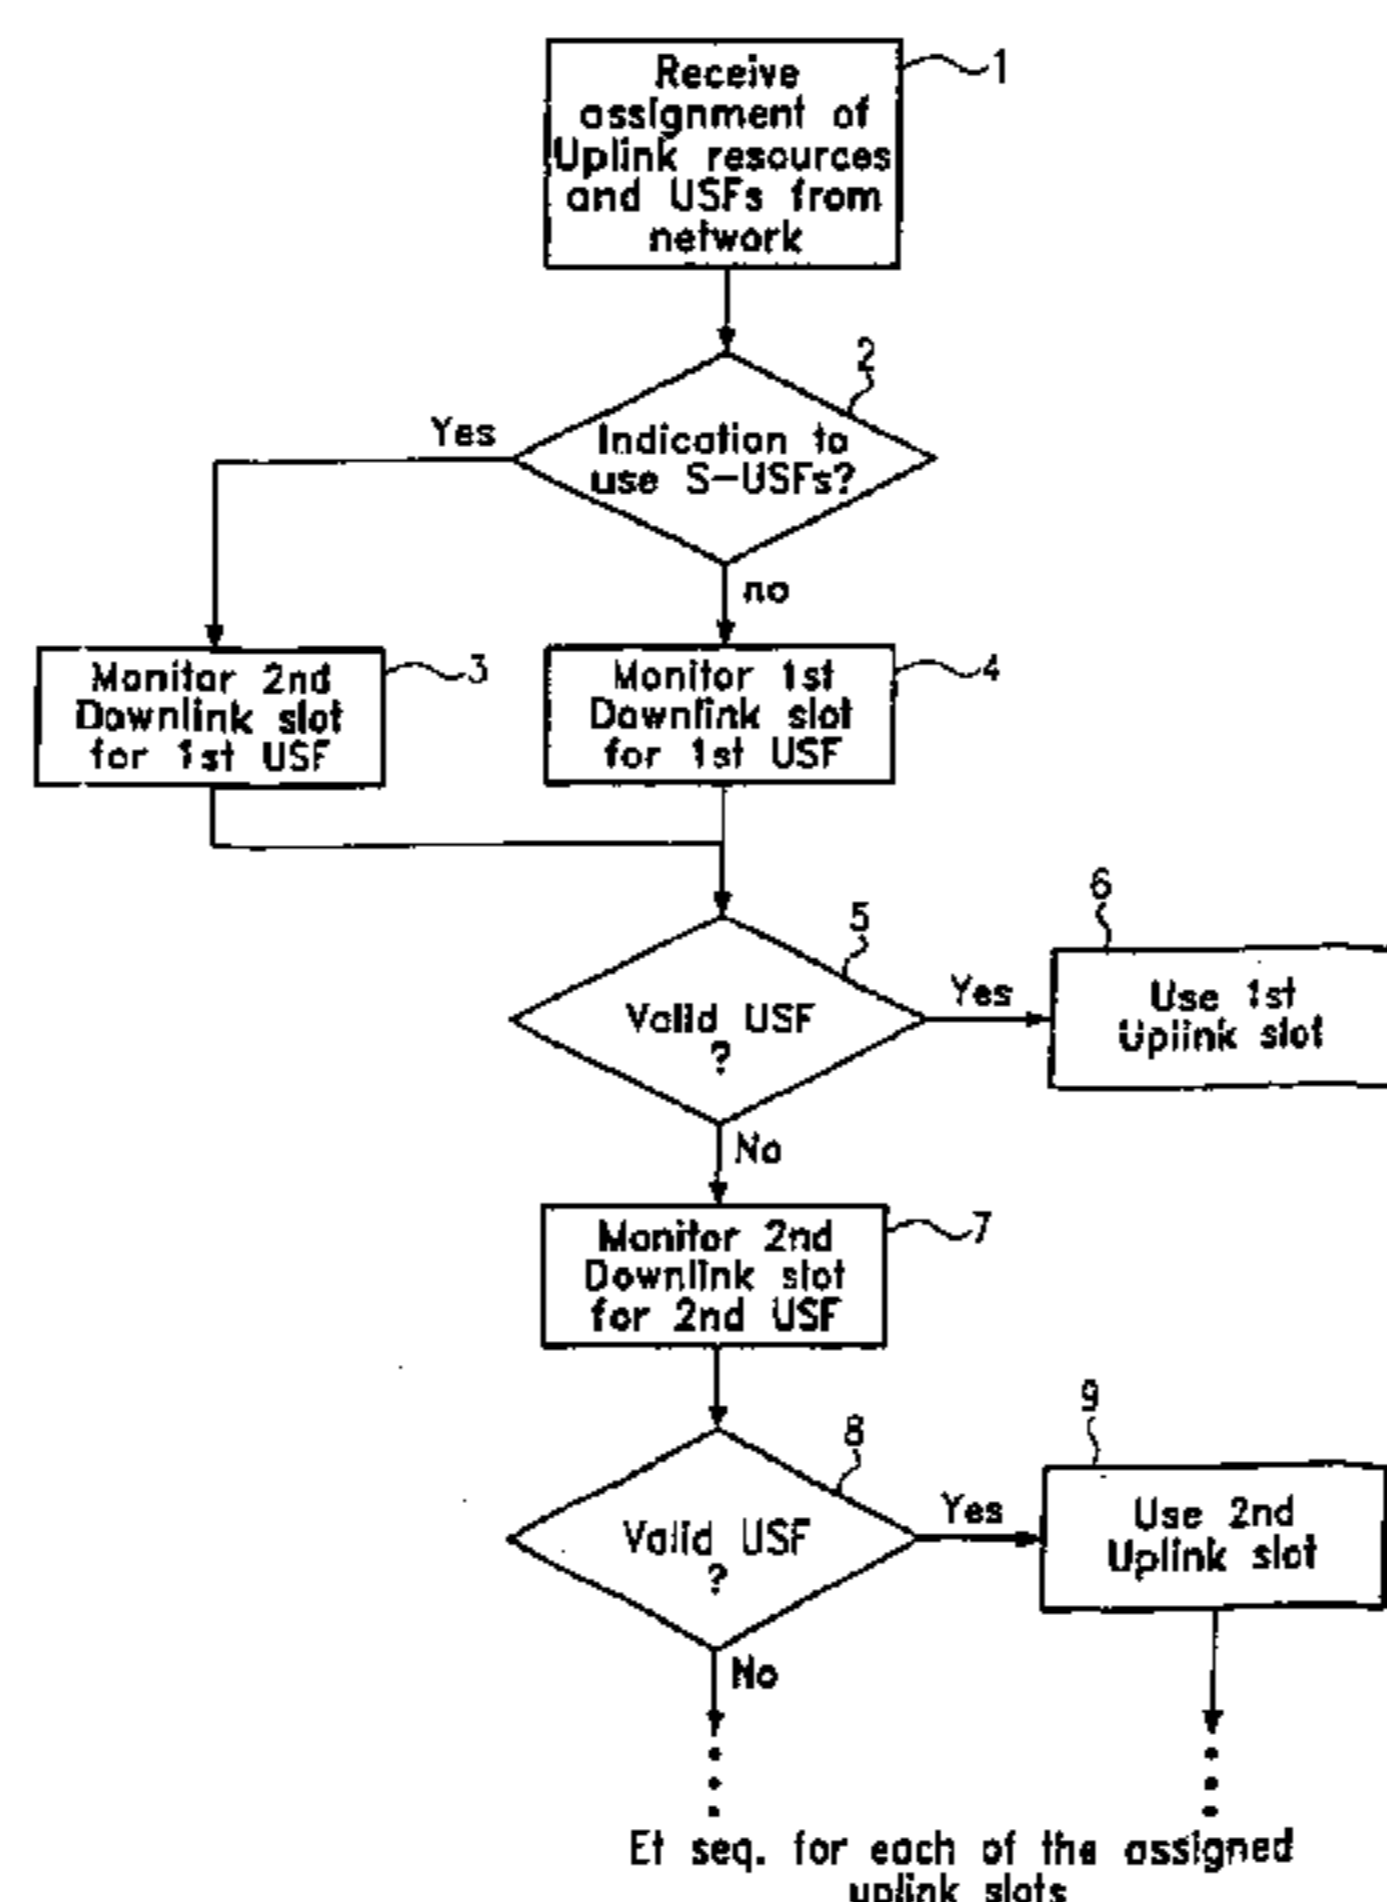 Receive
assignment of
Uplink resources
and USFs from
network
1
2
Indication to
use S-USFs?
Yes
no
Monitor 2nd
Downlink slot
for 1st USF
3
Monitor 1st
Downlink slot
for 1st USF
4
5
Valid USF
?
Yes
6
Use 1st
Uplink slot
No
Monitor 2nd
Downlink slot
for 2nd USF
7
8
Valid USF
?
Yes
9
Use 2nd
Uplink slot
No
Et seq. for each of the assigned
uplink slots